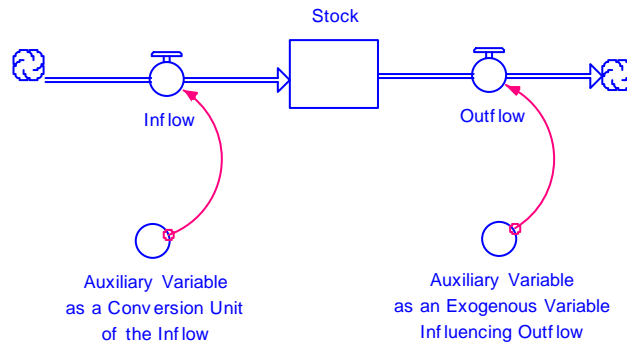 Stock
Inflow
Outflow
Auxiliary Variable
as a Conversion Unit
of the Inflow
Auxiliary Variable
as an Exogenous Variable
Influencing Outflow